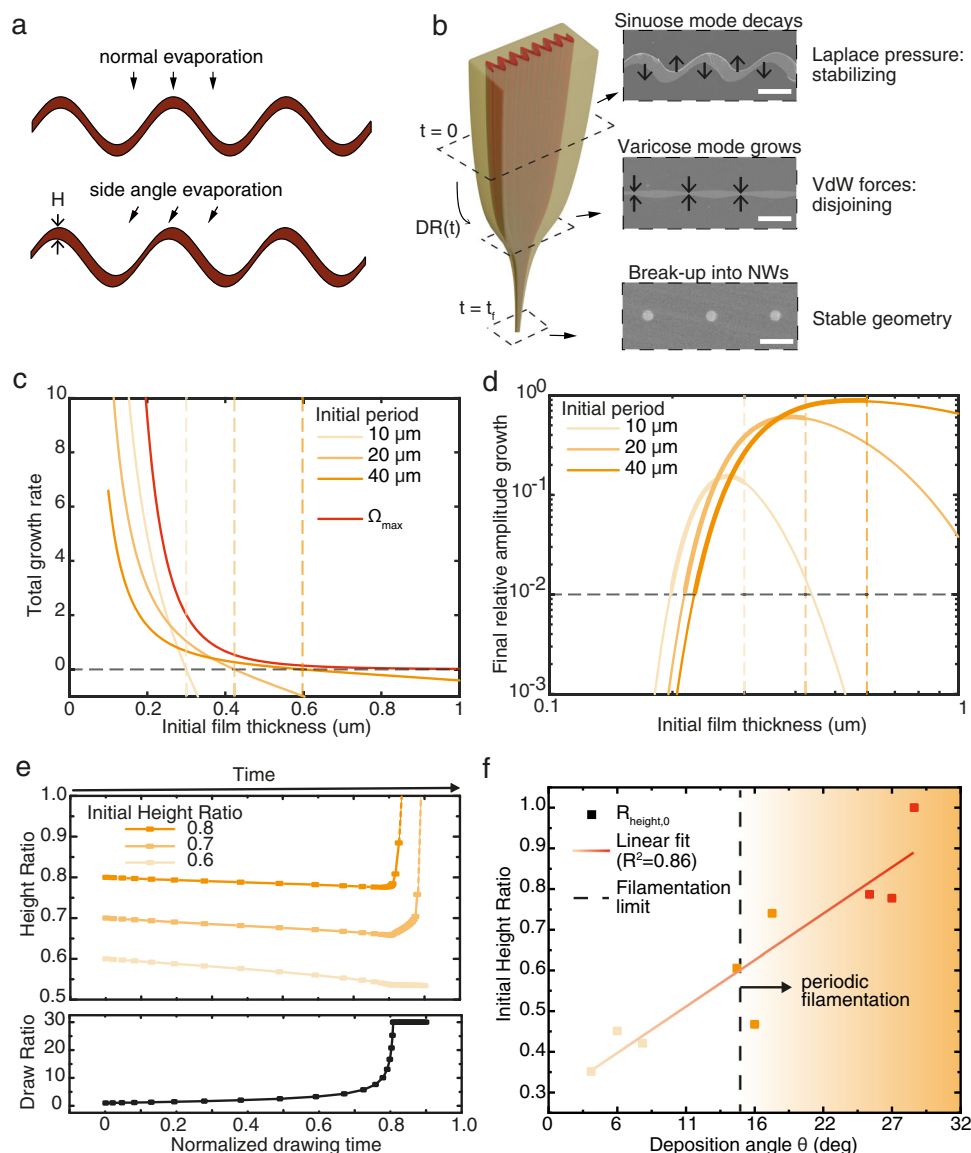 a
normal evaporation
side angle evaporation
H
b
t = 0
DR(t)
t = t_f
Sinuose mode decays
Laplace pressure:
stabilizing
Varicose mode grows
VdW forces:
disjoining
Break-up into NWs
Stable geometry
c
Total growth rate
10
8
6
4
2
0
0 0.2 0.4 0.6 0.8 1
Initial film thickness (um)
Initial period
10 µm
20 µm
40 µm
Ω_max
d
Final relative amplitude growth
10^0
10^-1
10^-2
10^-3
0.1 1
Initial film thickness (um)
Initial period
10 µm
20 µm
40 µm
e
Time
Height Ratio
1.0
0.9
0.8
0.7
0.6
0.5
Initial Height Ratio
0.8
0.7
0.6
Draw Ratio
30
20
10
0
0 0.2 0.4 0.6 0.8 1.0
Normalized drawing time
f
Initial Height Ratio
1.0
0.9
0.8
0.7
0.6
0.5
0.4
0.3
R_height,0
Linear fit
(R²=0.86)
Filamentation
limit
periodic
filamentation
0 6 11 16 22 27 32
Deposition angle θ (deg)